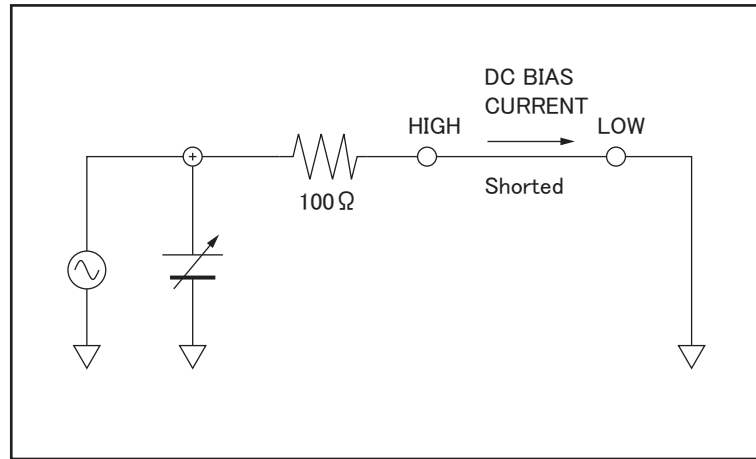 DC BIAS
CURRENT
HIGH
LOW
Shorted
100Ω